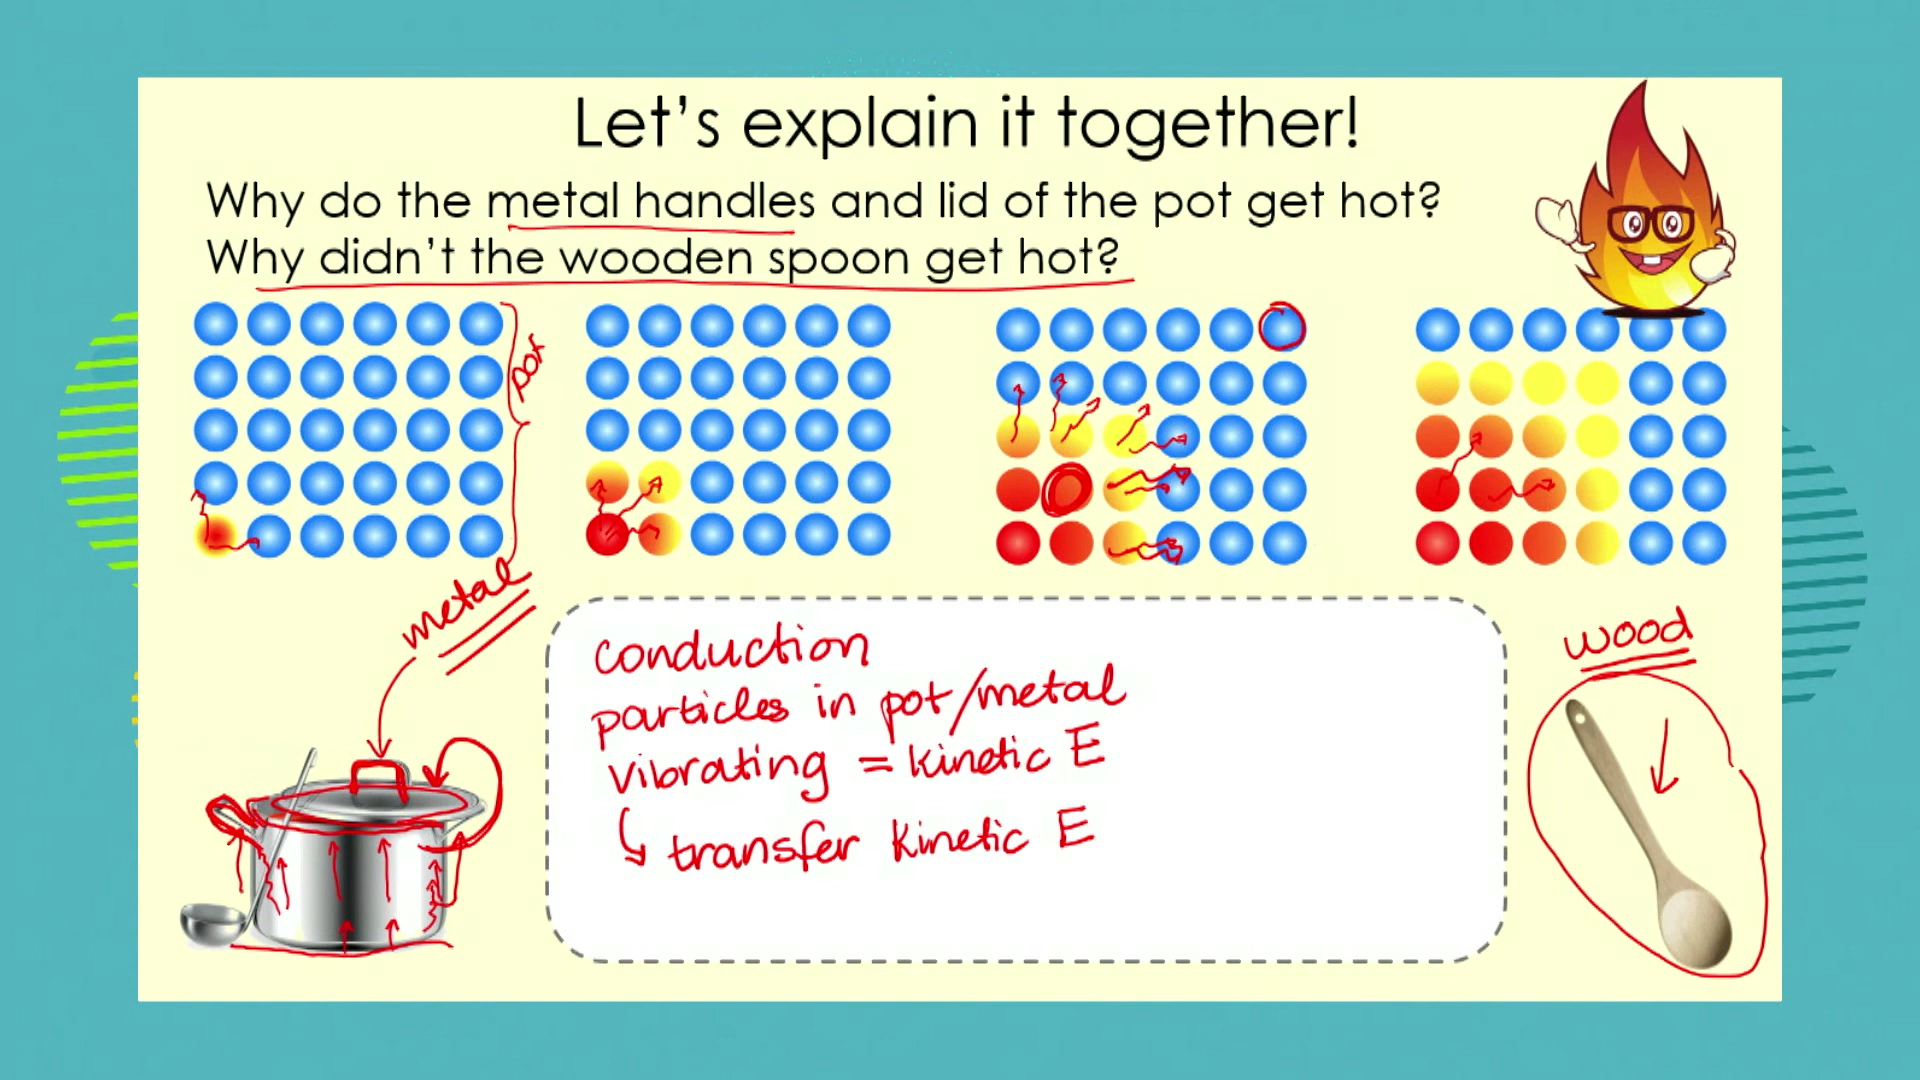 Let's explain it together!
Why do the metal handles and lid of the pot get hot?
Why didn't the wooden spoon get hot?
pot
metal
wood
conduction
particles in pot/metal
vibrating = kinetic E
transfer kinetic E